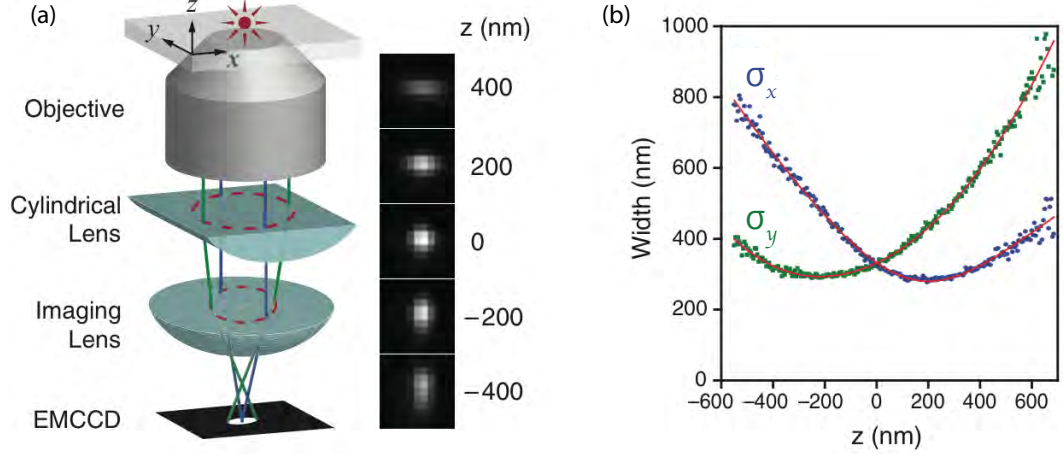 (a)
z
y
x
Objective
Cylindrical
Lens
Imaging
Lens
EMCCD
z (nm)
400
200
0
−200
−400
(b)
1000
800
600
400
200
0
Width (nm)
σx
σy
−600 −400 −200 0 200 400 600
z (nm)